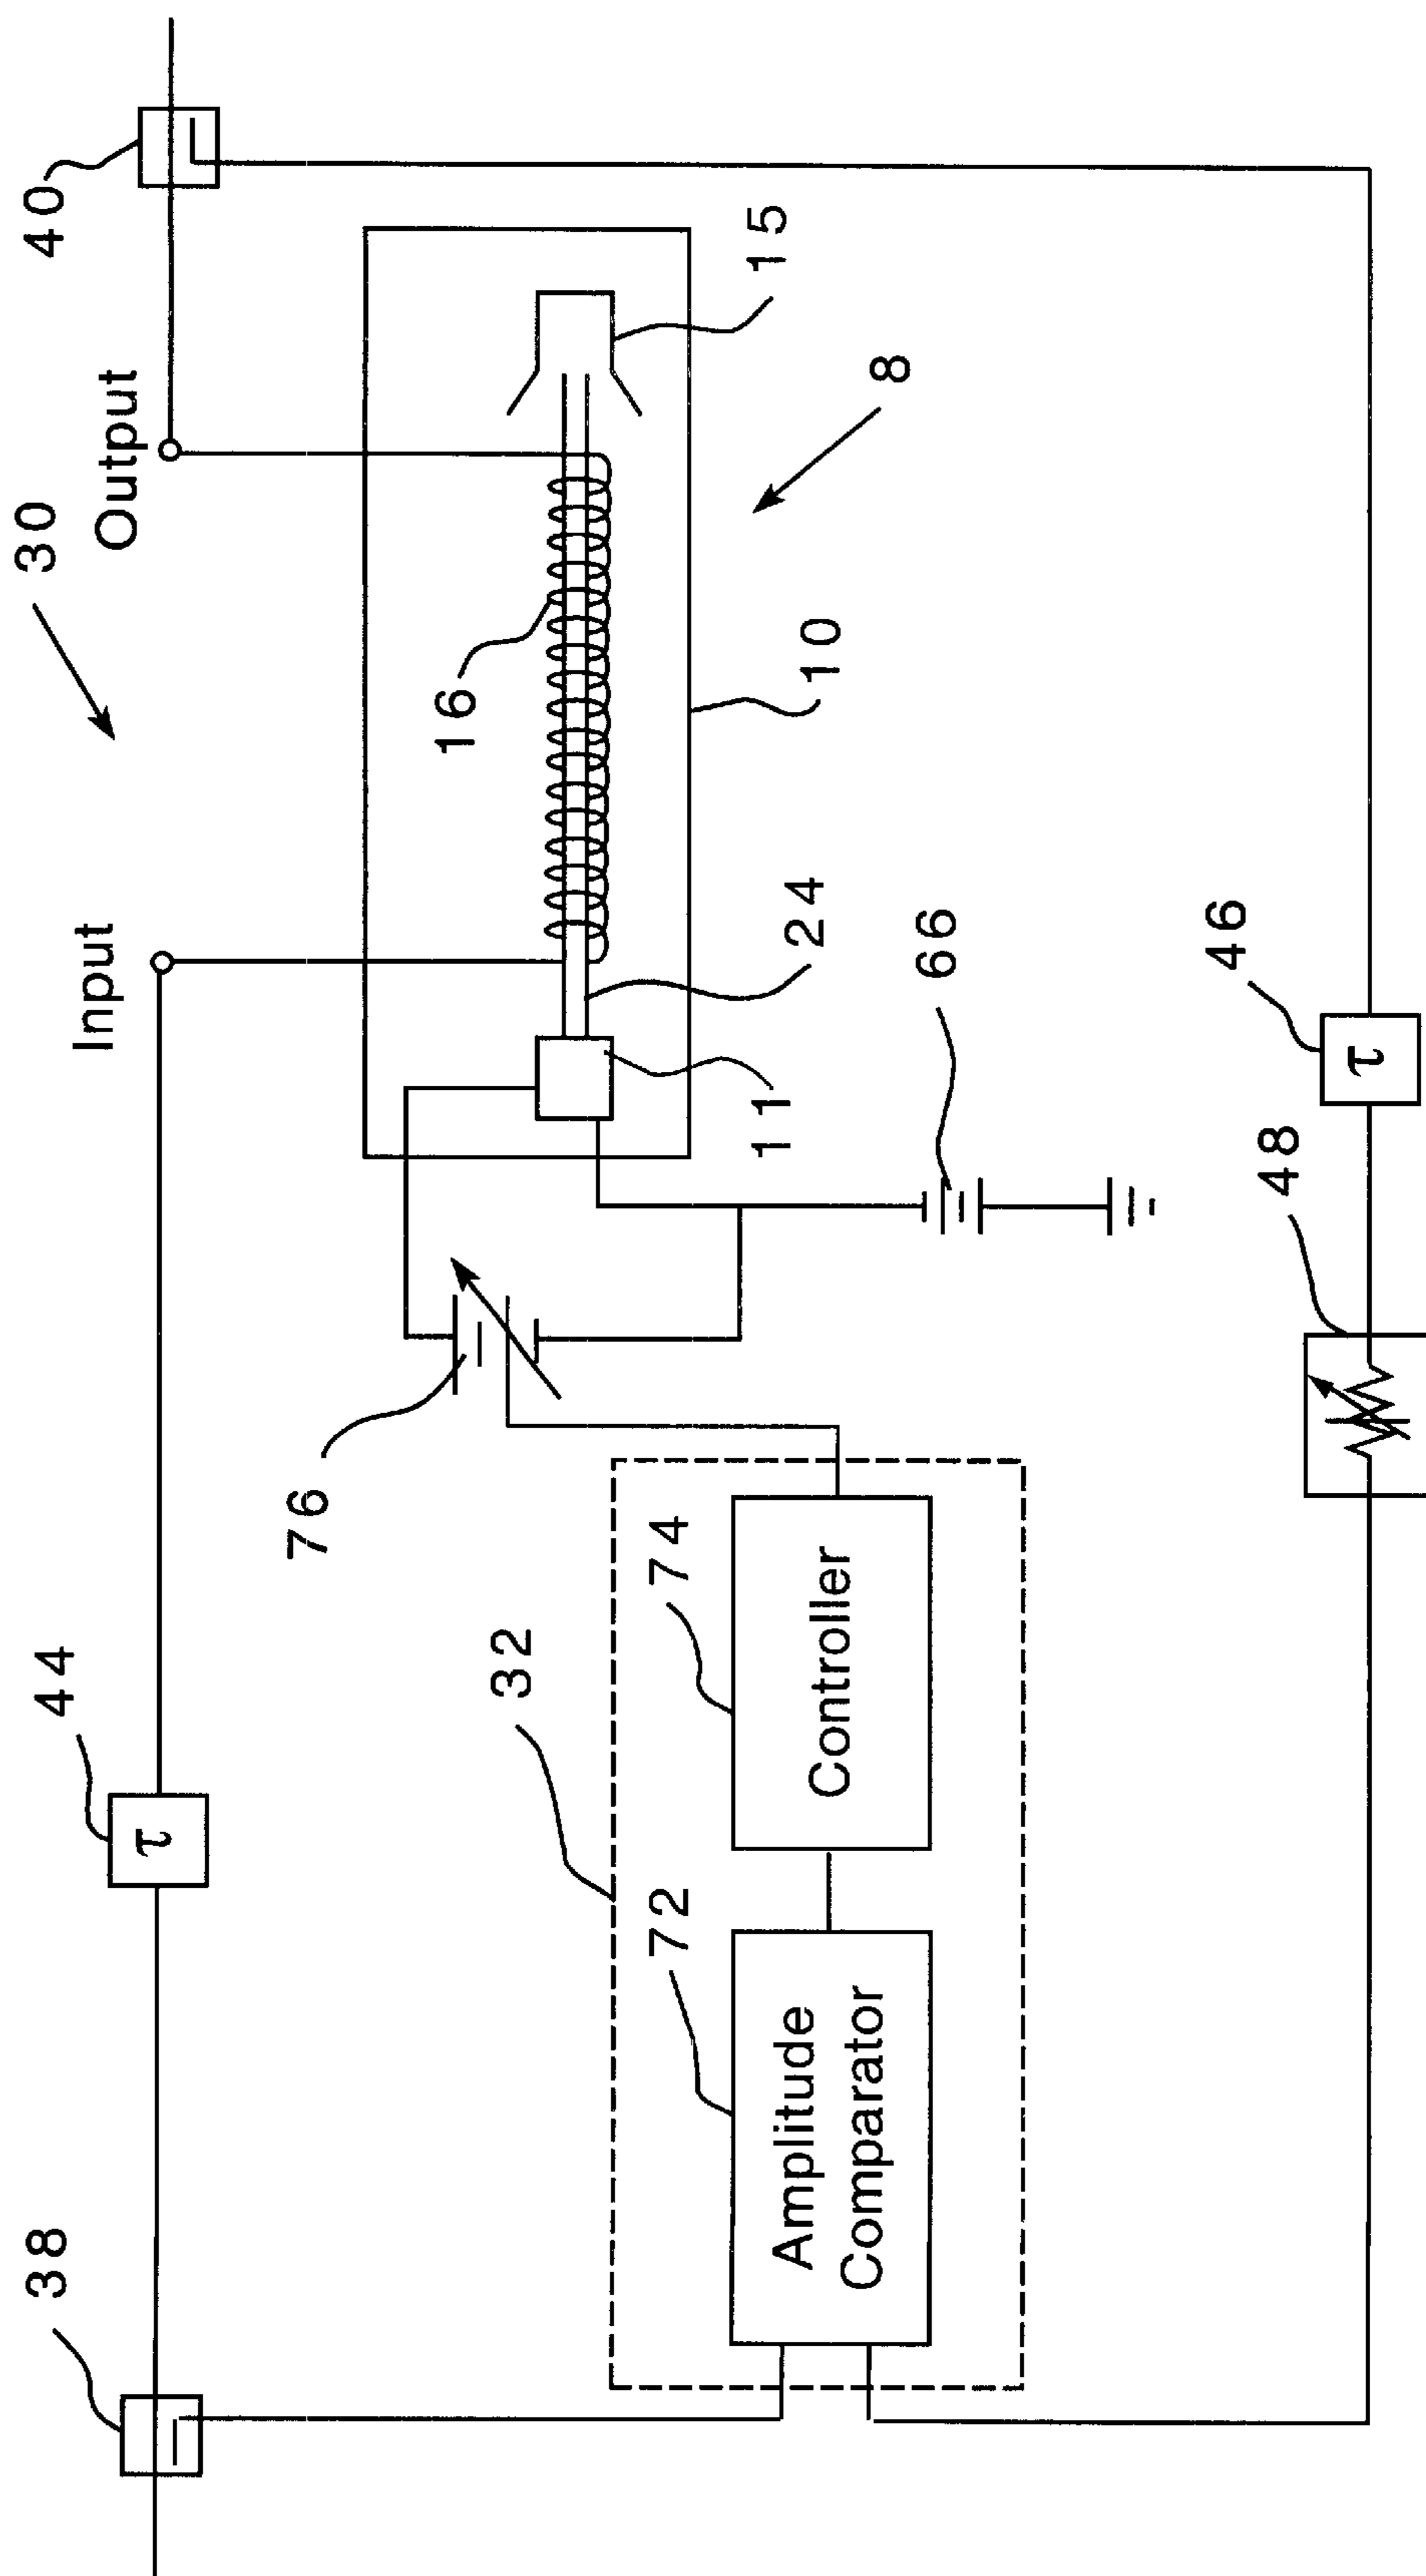 30
40
Input
Output
38
44
16
15
8
10
24
11
66
76
32
72
74
Amplitude
Comparator
Controller
τ
τ
46
48